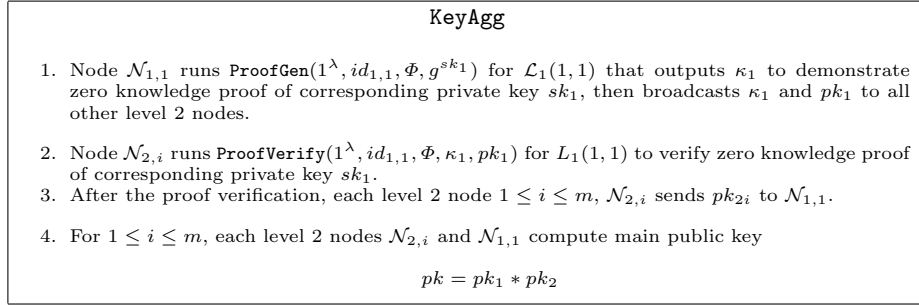 KeyAgg
1. Node 𝒩₁,₁ runs ProofGen(1^λ, id₁,₁, Φ, g^{sk₁}) for ℒ₁(1, 1) that outputs κ₁ to demonstrate
zero knowledge proof of corresponding private key sk₁, then broadcasts κ₁ and pk₁ to all
other level 2 nodes.
2. Node 𝒩₂,ᵢ runs ProofVerify(1^λ, id₁,₁, Φ, κ₁, pk₁) for L₁(1, 1) to verify zero knowledge proof
of corresponding private key sk₁.
3. After the proof verification, each level 2 node 1 ≤ i ≤ m, 𝒩₂,ᵢ sends pk₂ᵢ to 𝒩₁,₁.
4. For 1 ≤ i ≤ m, each level 2 nodes 𝒩₂,ᵢ and 𝒩₁,₁ compute main public key
pk = pk₁ * pk₂